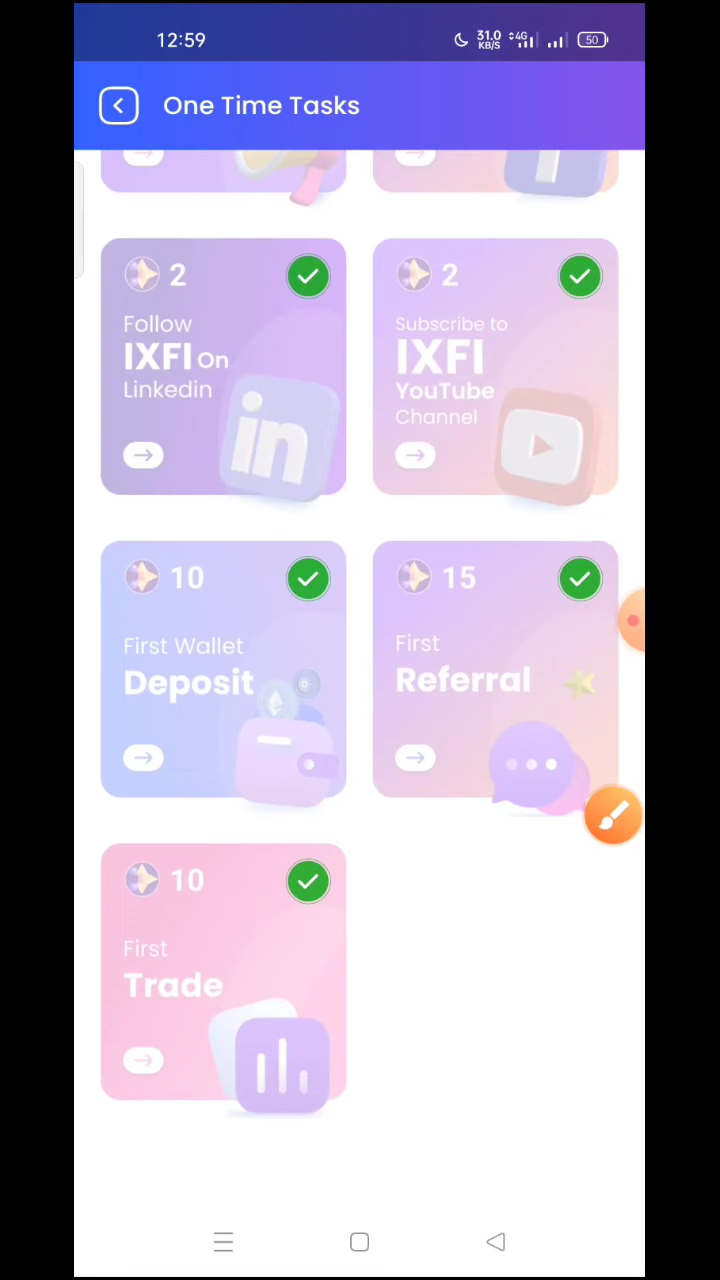 12:59
31.0
KB/S
4G
50
One Time Tasks
2
Follow
IXFI On
Linkedin
in
2
Subscribe to
IXFI
YouTube
Channel
10
First Wallet
Deposit
15
First
Referral
10
First
Trade